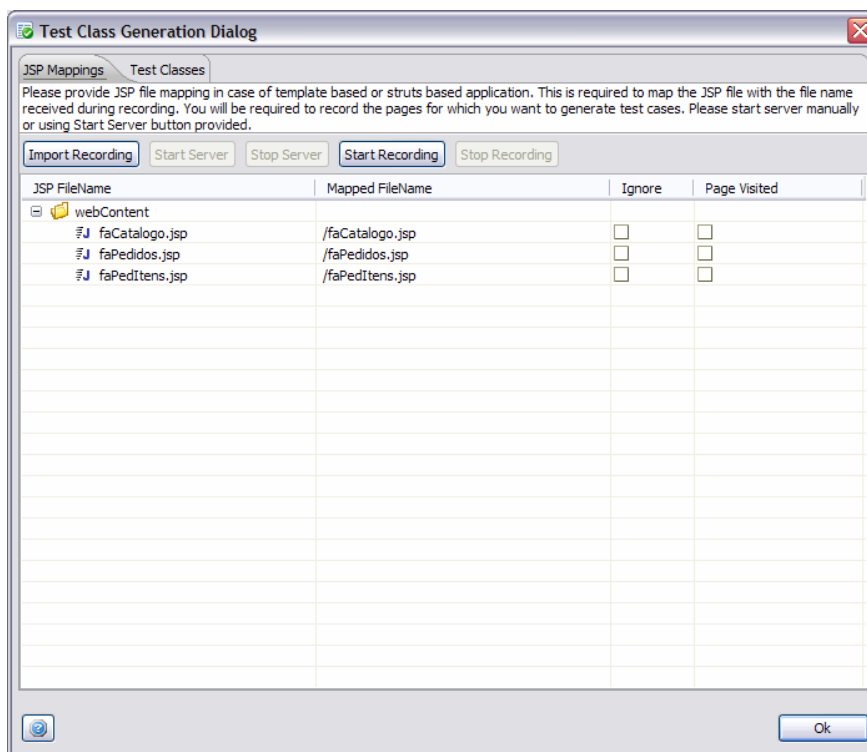 Test Class Generation Dialog
JSP Mappings Test Classes
Please provide JSP file mapping in case of template based or struts based application. This is required to map the JSP file with the file name
received during recording. You will be required to record the pages for which you want to generate test cases. Please start server manually
or using Start Server button provided.
Import Recording Start Server Stop Server Start Recording Stop Recording
JSP FileName Mapped FileName Ignore Page Visited
webContent
faCatalogo.jsp /faCatalogo.jsp
faPedidos.jsp /faPedidos.jsp
faPedItens.jsp /faPedItens.jsp
Ok